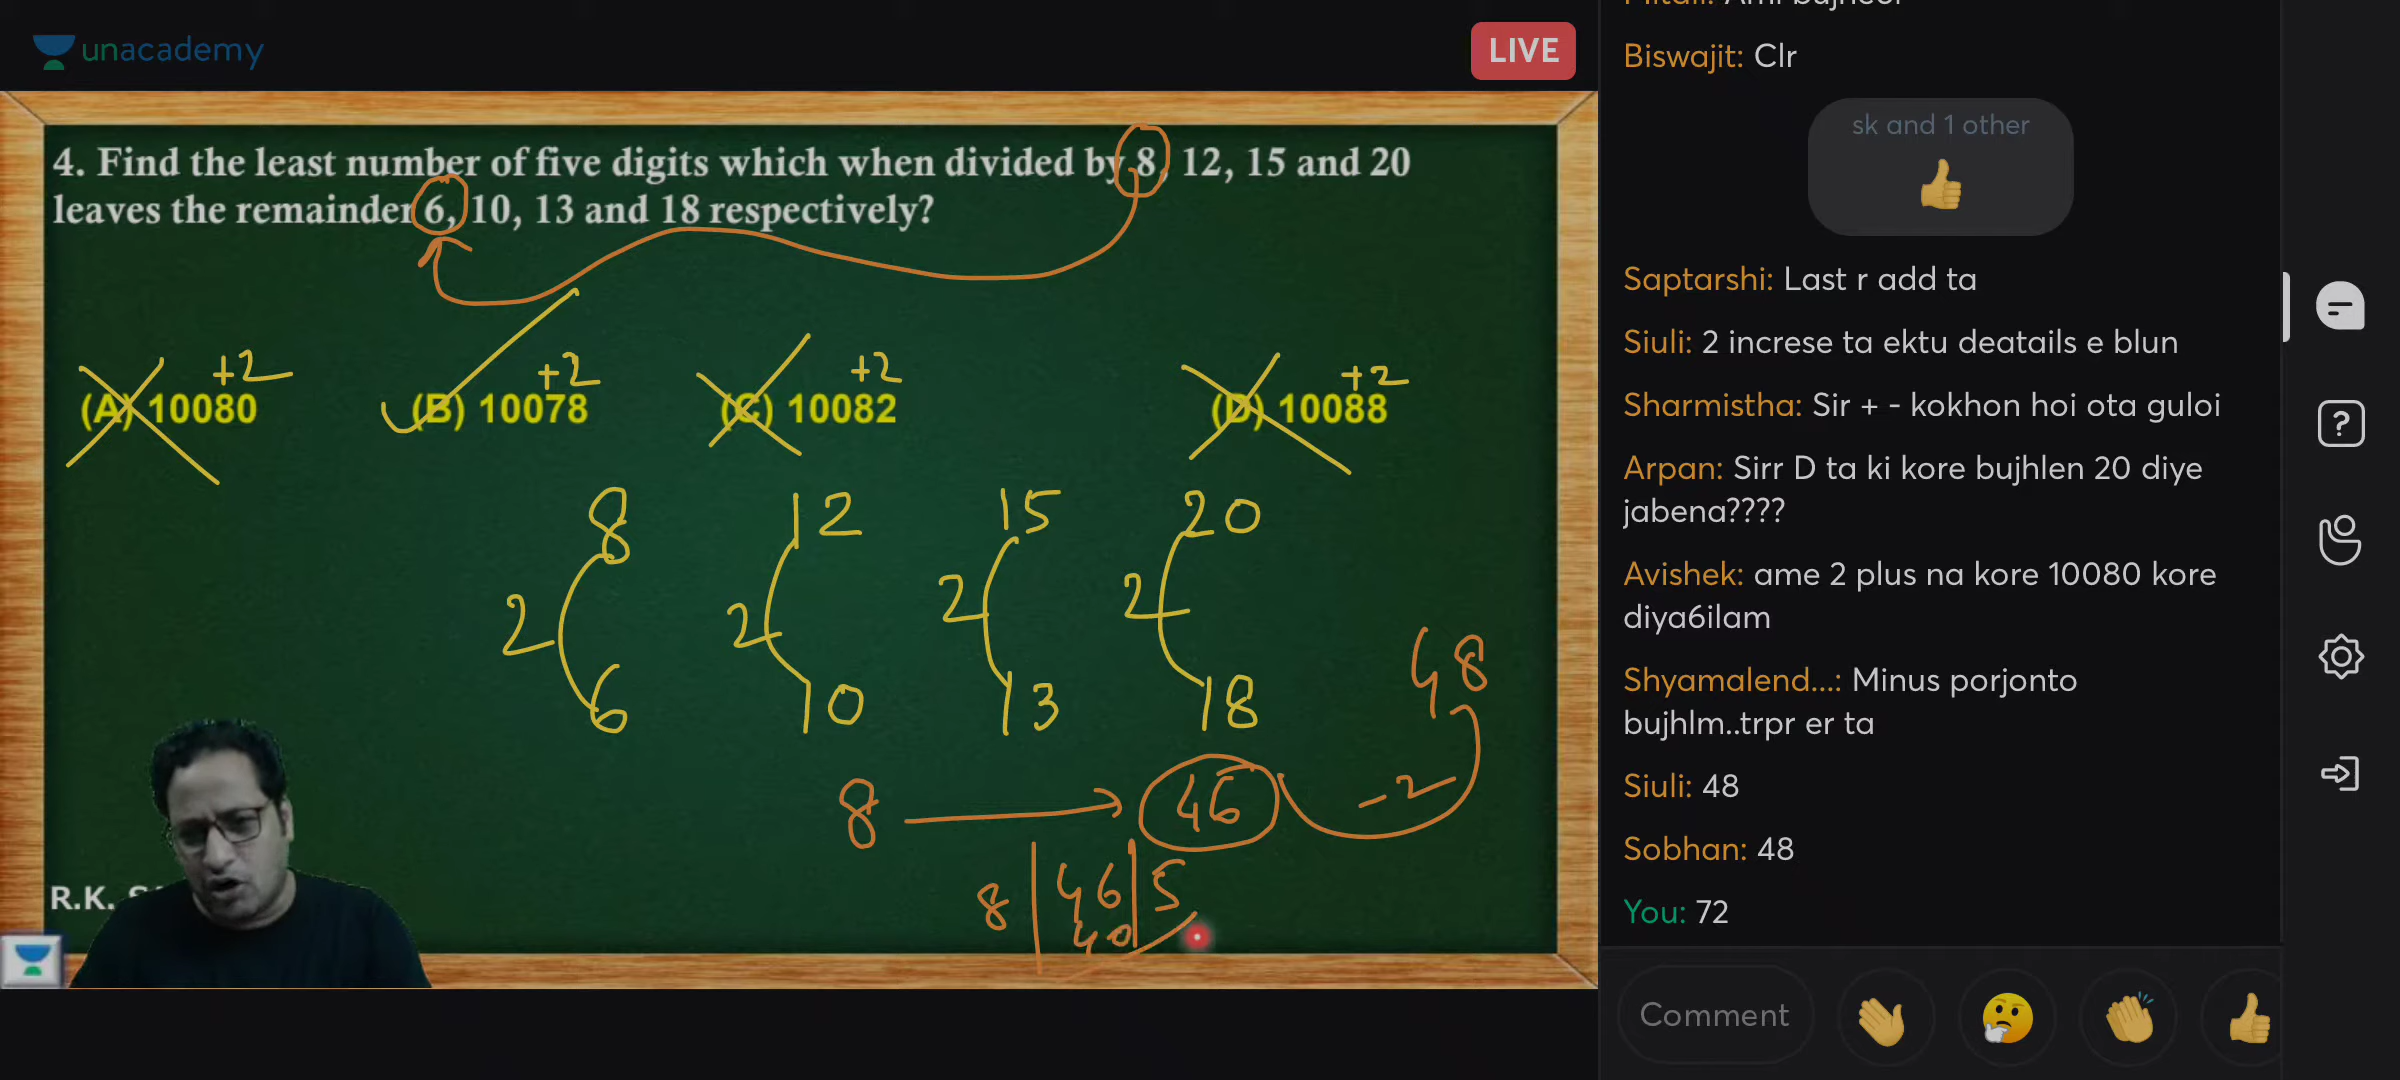 unacademy
LIVE
4. Find the least number of five digits which when divided by 8, 12, 15 and 20
leaves the remainder 6, 10, 13 and 18 respectively?
+2 +2 +2 +2
(A) 10080 (B) 10078 (C) 10082 (D) 10088
8 12 15 20
2 2 2 2
6 10 13 18
48
8 46 -2
8 46 5
40
R.K.
Biswajit: Clr
sk and 1 other
Saptarshi: Last r add ta
Siuli: 2 increse ta ektu deatails e blun
Sharmistha: Sir + - kokhon hoi ota guloi
Arpan: Sirr D ta ki kore bujhlen 20 diye
jabena????
Avishek: ame 2 plus na kore 10080 kore
diya6ilam
Shyamalend...: Minus porjonto
bujhlm..trpr er ta
Siuli: 48
Sobhan: 48
You: 72
Comment